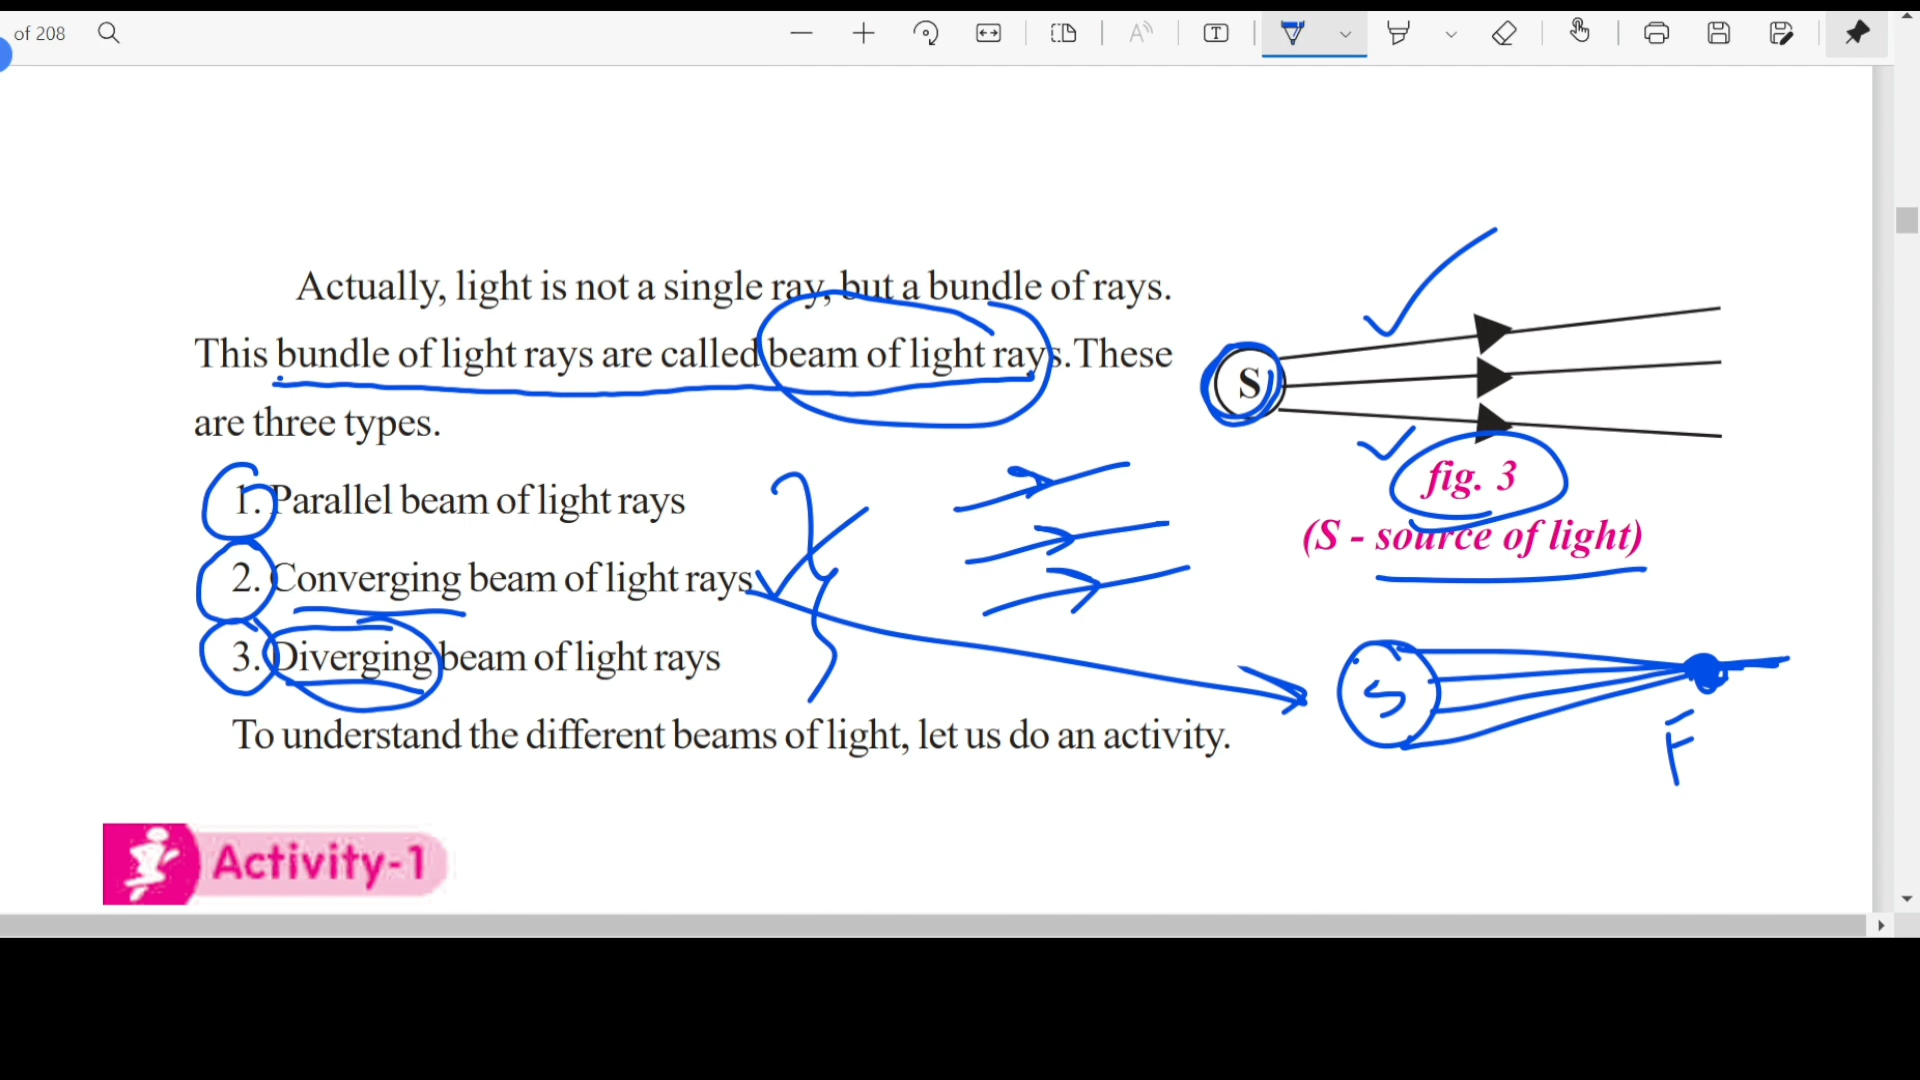 of 208
Actually, light is not a single ray, but a bundle of rays.
This bundle of light rays are called beam of light rays.These
are three types.
1. Parallel beam of light rays
2. Converging beam of light rays
3. Diverging beam of light rays
To understand the different beams of light, let us do an activity.
S
fig. 3
(S - source of light)
S
F
Activity-1